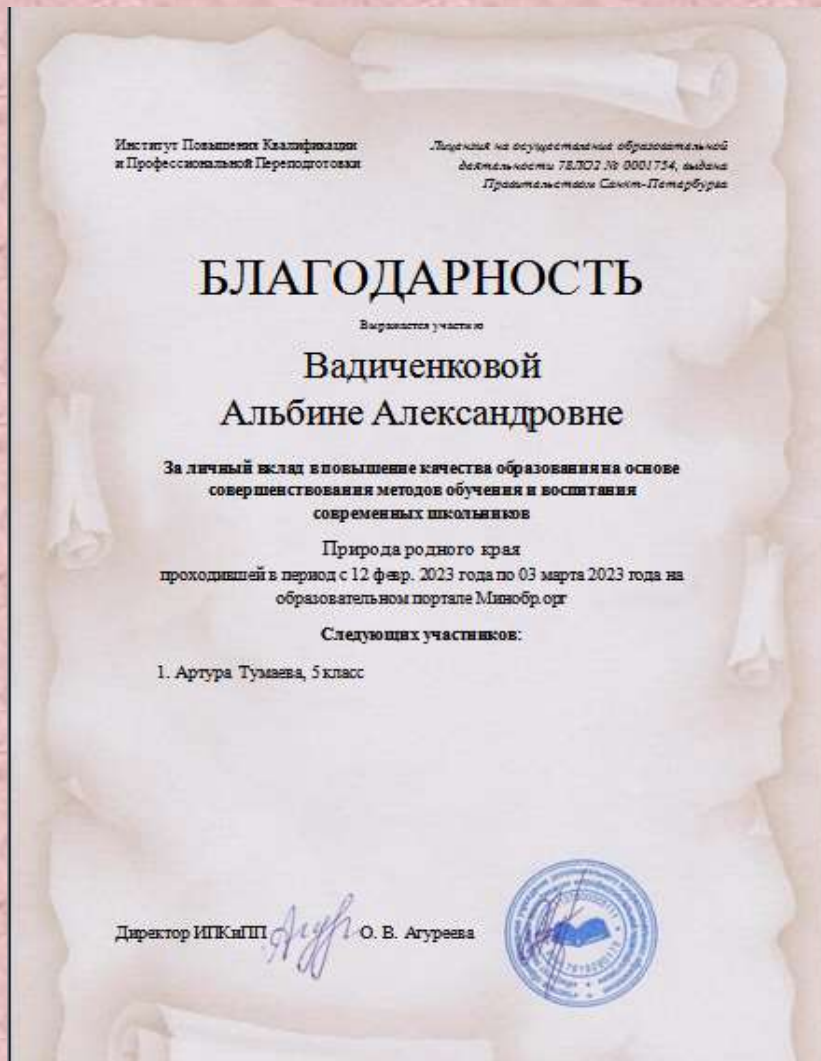 Институт Повышения Квалификации
и Профессиональной Переподготовки
Лицензия на осуществление образовательной
деятельности 78ЛО2 № 0001754, выдана
Правительством Санкт-Петербурга
БЛАГОДАРНОСТЬ
Выражается участию
Вадиченковой
Альбине Александровне
За личный вклад в повышение качества образования на основе
совершенствования методов обучения и воспитания
современных школьников
Природа родного края
проходившей в период с 12 февр. 2023 года по 03 марта 2023 года на
образовательном портале Минобр.орг
Следующих участников:
1. Артура Тумаева, 5 класс
Директор ИПКиПП
О. В. Агуреева